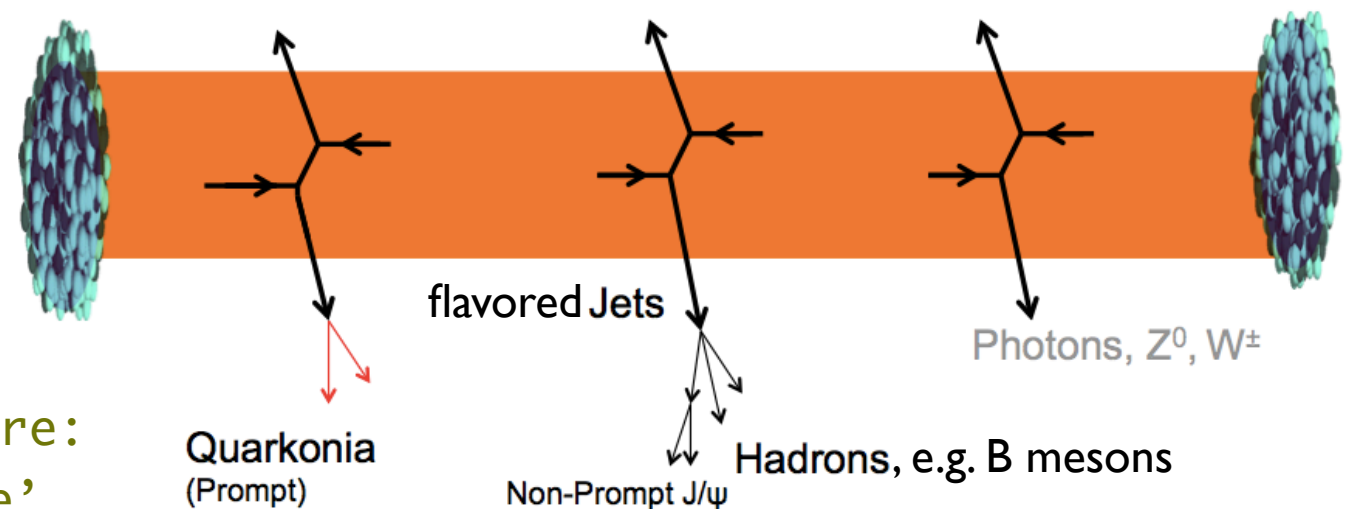 flavored Jets
Photons, Z⁰, W±
re:
e’
Quarkonia
(Prompt)
Hadrons, e.g. B mesons
Non-Prompt J/ψ